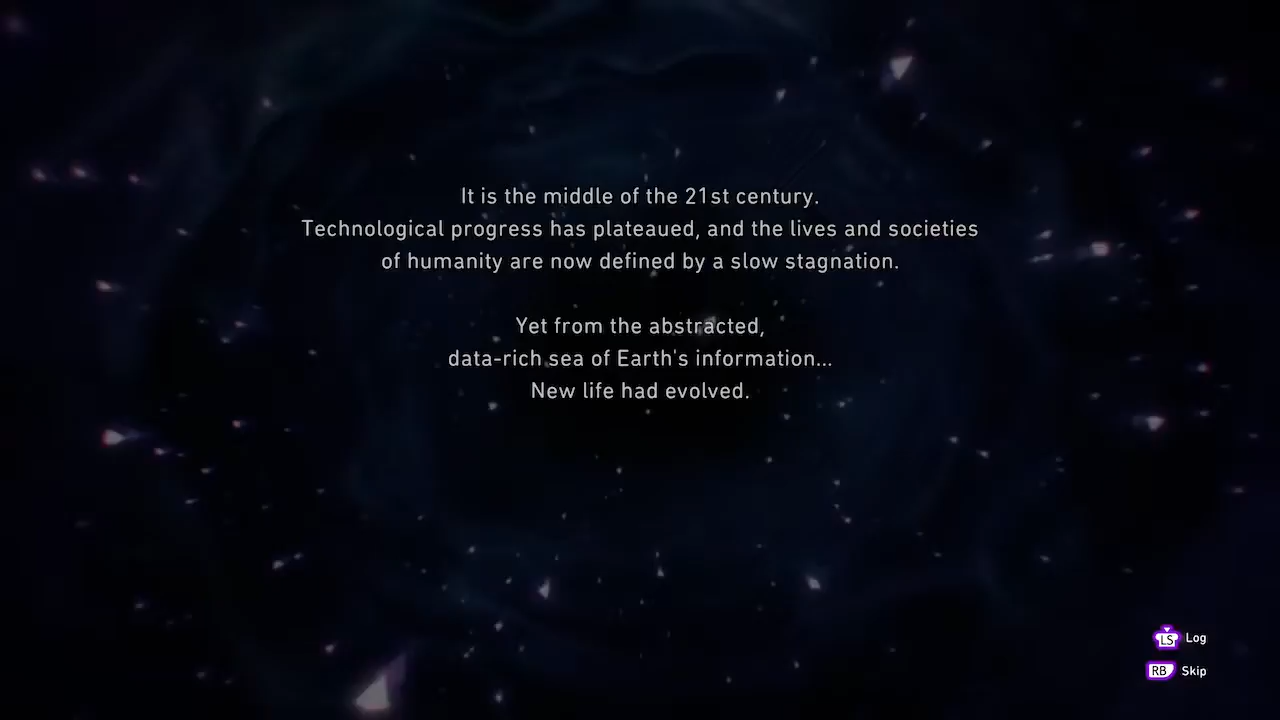 It is the middle of the 21st century.
Technological progress has plateaued, and the lives and societies
of humanity are now defined by a slow stagnation.
Yet from the abstracted,
data-rich sea of Earth's information...
New life had evolved.
LS Log
RB Skip